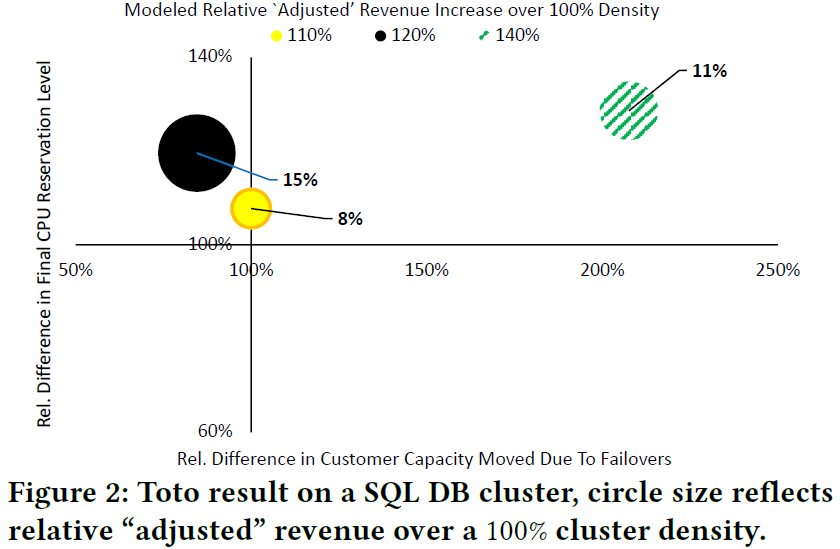 Modeled Relative `Adjusted’ Revenue Increase over 100% Density
110% 120% 140%
140%
11%
15%
8%
100%
50% 100% 150% 200% 250%
60%
Rel. Difference in Final CPU Reservation Level
Rel. Difference in Customer Capacity Moved Due To Failovers
Figure 2: Toto result on a SQL DB cluster, circle size reflects
relative “adjusted” revenue over a 100% cluster density.